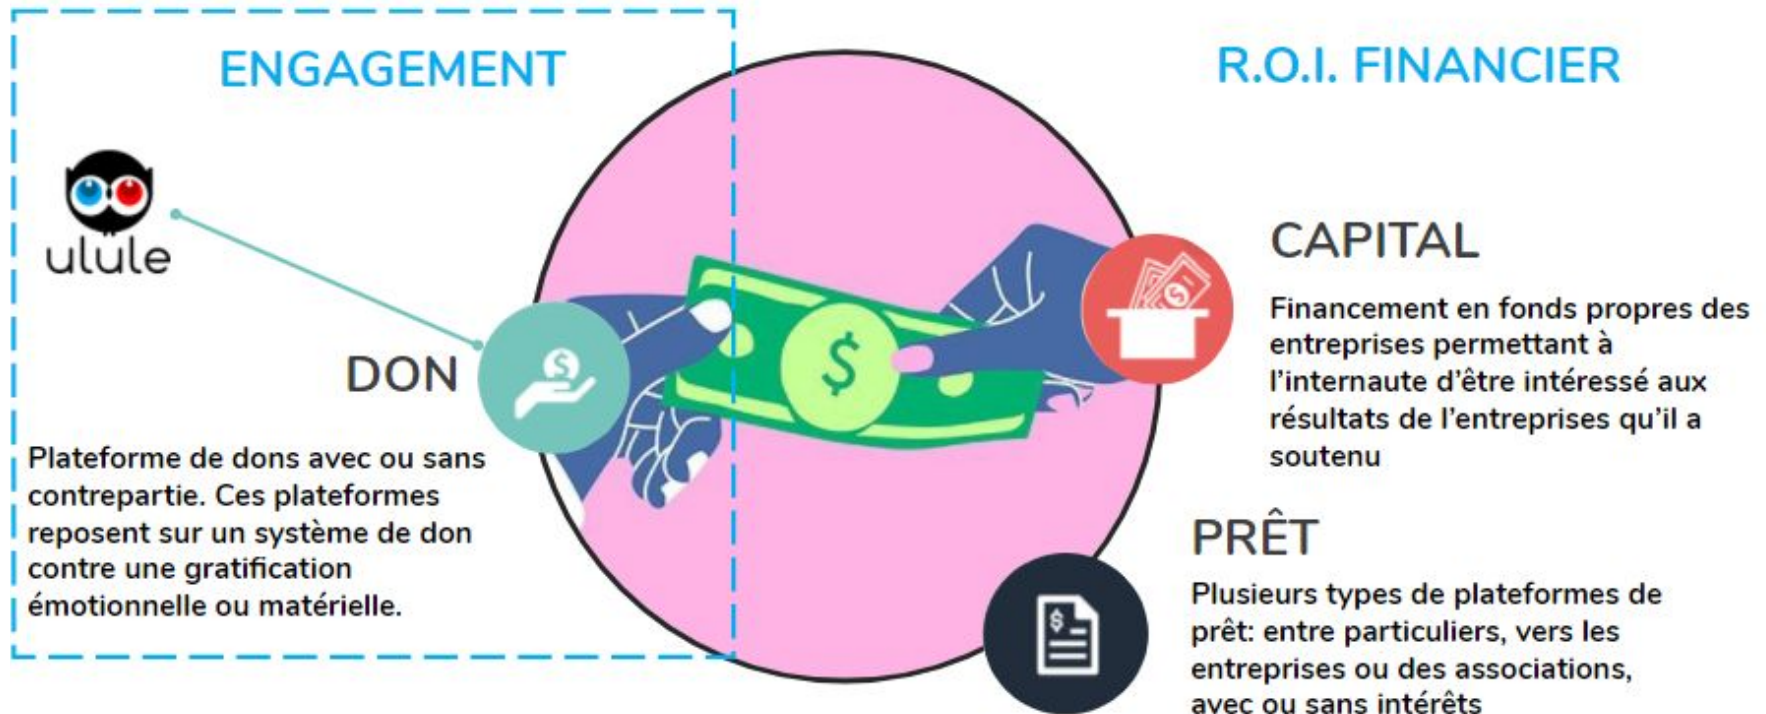 ENGAGEMENT
ulule
DON
Plateforme de dons avec ou sans
contrepartie. Ces plateformes
reposent sur un système de don
contre une gratification
émotionnelle ou matérielle.
$
$
R.O.I. FINANCIER
$
CAPITAL
Financement en fonds propres des
entreprises permettant à
l'internaute d'être intéressé aux
résultats de l'entreprises qu'il a
soutenu
$
PRÊT
Plusieurs types de plateformes de
prêt: entre particuliers, vers les
entreprises ou des associations,
avec ou sans intérêts